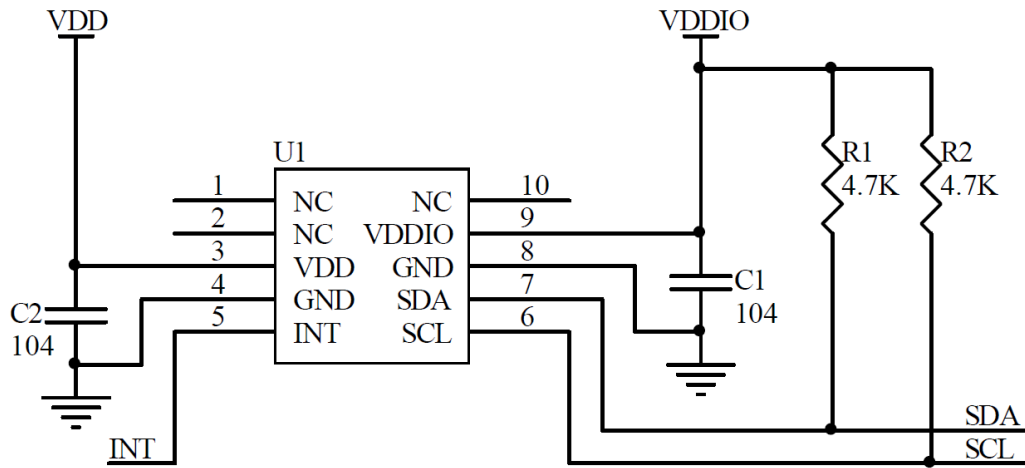 VDD VDDIO
U1
1 NC NC 10
2 NC VDDIO 9
3 VDD GND 8
4 GND SDA 7
5 INT SCL 6
C2
104
C1
104
R1
4.7K
R2
4.7K
INT
SDA
SCL